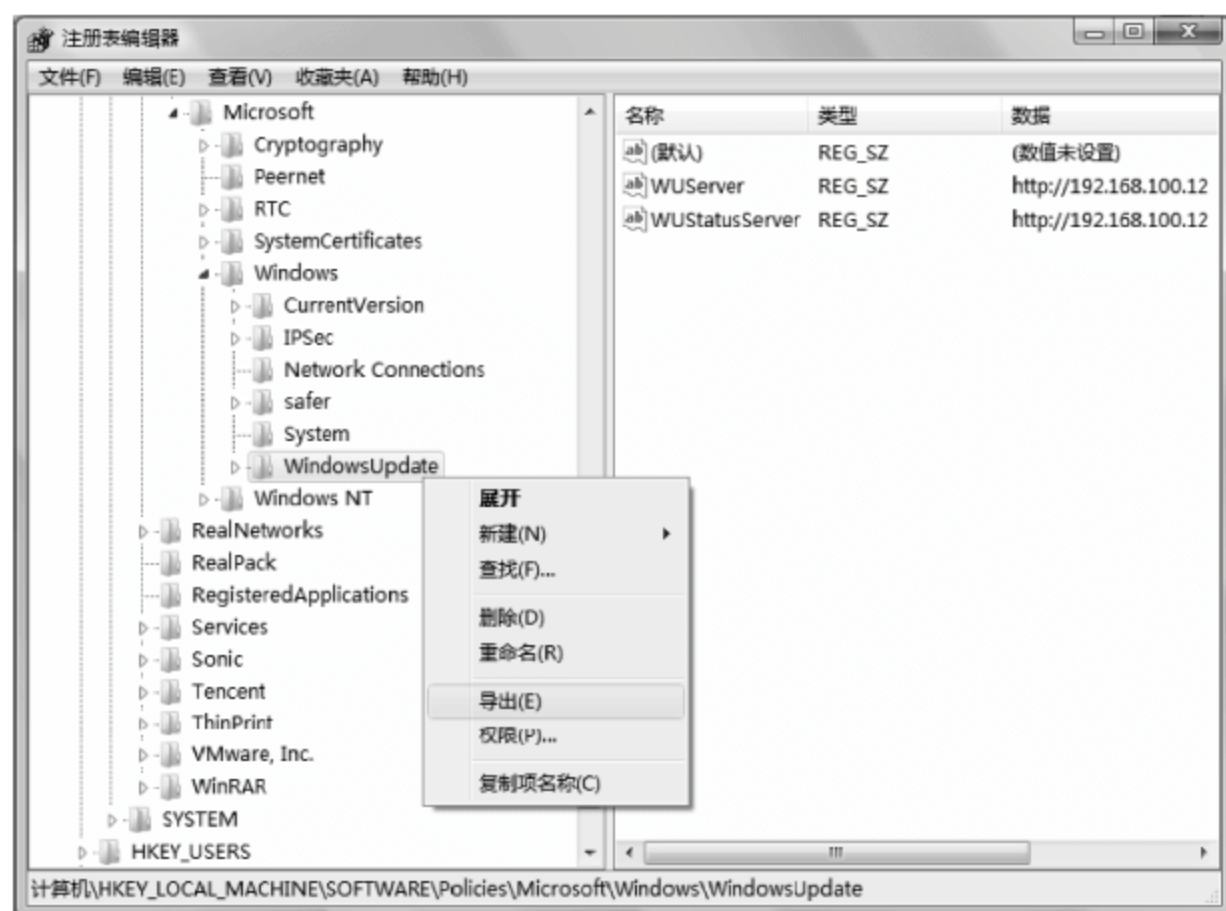 注册表编辑器
文件(F) 编辑(E) 查看(V) 收藏夹(A) 帮助(H)
Microsoft
Cryptography
Peernet
RTC
SystemCertificates
Windows
CurrentVersion
IPSec
Network Connections
safer
System
WindowsUpdate
Windows NT
RealNetworks
RealPack
RegisteredApplications
Services
Sonic
Tencent
ThinPrint
VMware, Inc.
WinRAR
SYSTEM
HKEY_USERS
名称 类型 数据
(默认) REG_SZ (数值未设置)
WUServer REG_SZ http://192.168.100.12
WUStatusServer REG_SZ http://192.168.100.12
展开
新建(N)
查找(F)...
删除(D)
重命名(R)
导出(E)
权限(P)...
复制项名称(C)
计算机\HKEY_LOCAL_MACHINE\SOFTWARE\Policies\Microsoft\Windows\WindowsUpdate